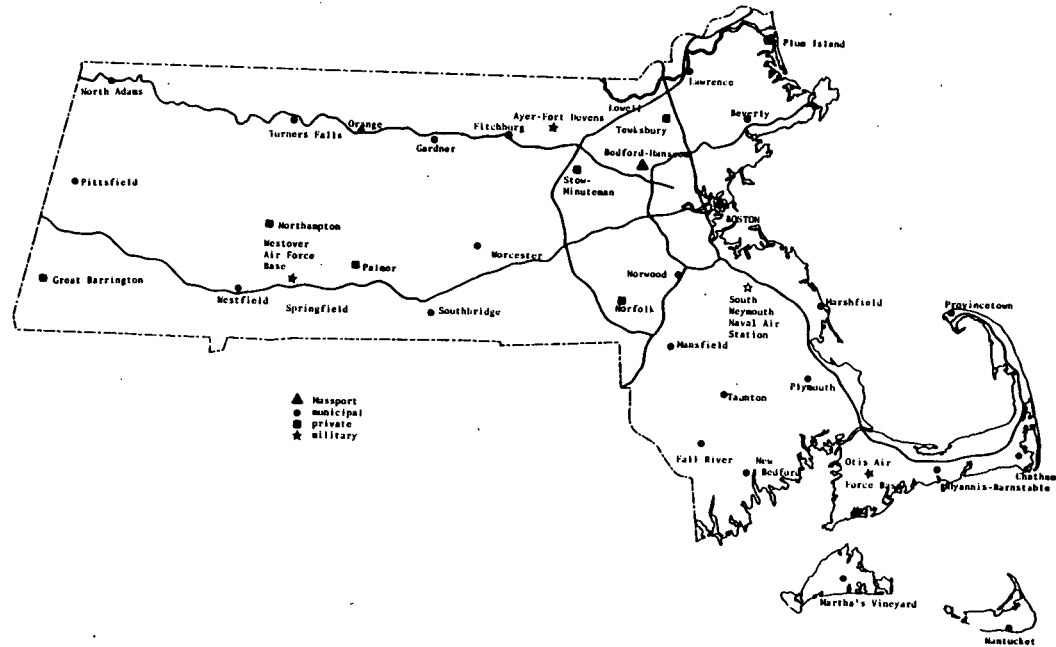 Plum Island
Lawrence
North Adams
Lowell
Beverly
Ayer-Fort Devens
Tewksbury
Turners Falls
Orange
Fitchburg
Gardner
Stow-
Minuteman
Pittsfield
Northampton
BOSTON
Westover
Air Force
Base
Worcester
Palmer
Norwood
Great Barrington
Westfield
Springfield
Southbridge
Norfolk
South
Weymouth
Naval Air
Station
Marshfield
Provincetown
Mansfield
Plymouth
Taunton
Massport
municipal
private
military
Fall River
New
Bedford
Otis Air
Force Base
Chatham
Hyannis-Barnstable
Martha's Vineyard
Nantucket